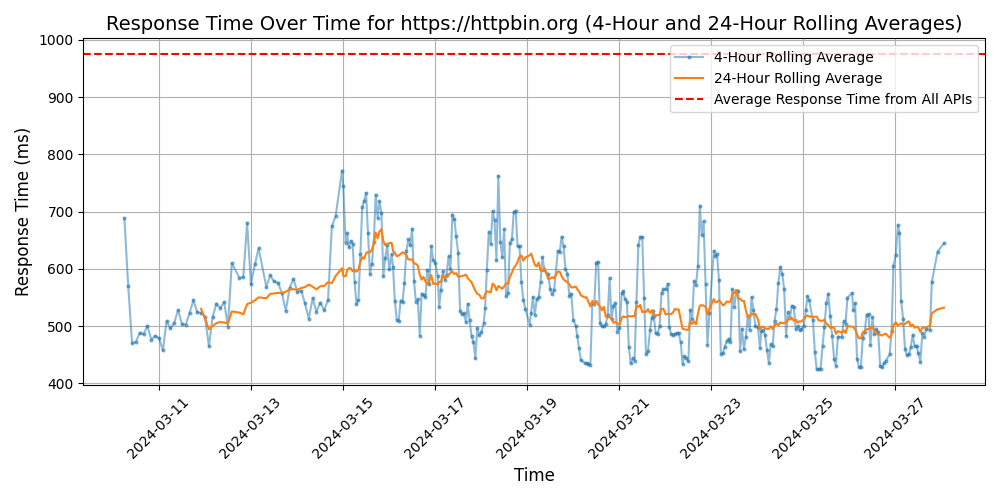 Response Time Over Time for https://httpbin.org (4-Hour and 24-Hour Rolling Averages)
1000
900
800
700
600
500
400
Response Time (ms)
4-Hour Rolling Average
24-Hour Rolling Average
Average Response Time from All APIs
2024-03-11
2024-03-13
2024-03-15
2024-03-17
2024-03-19
2024-03-21
2024-03-23
2024-03-25
2024-03-27
Time